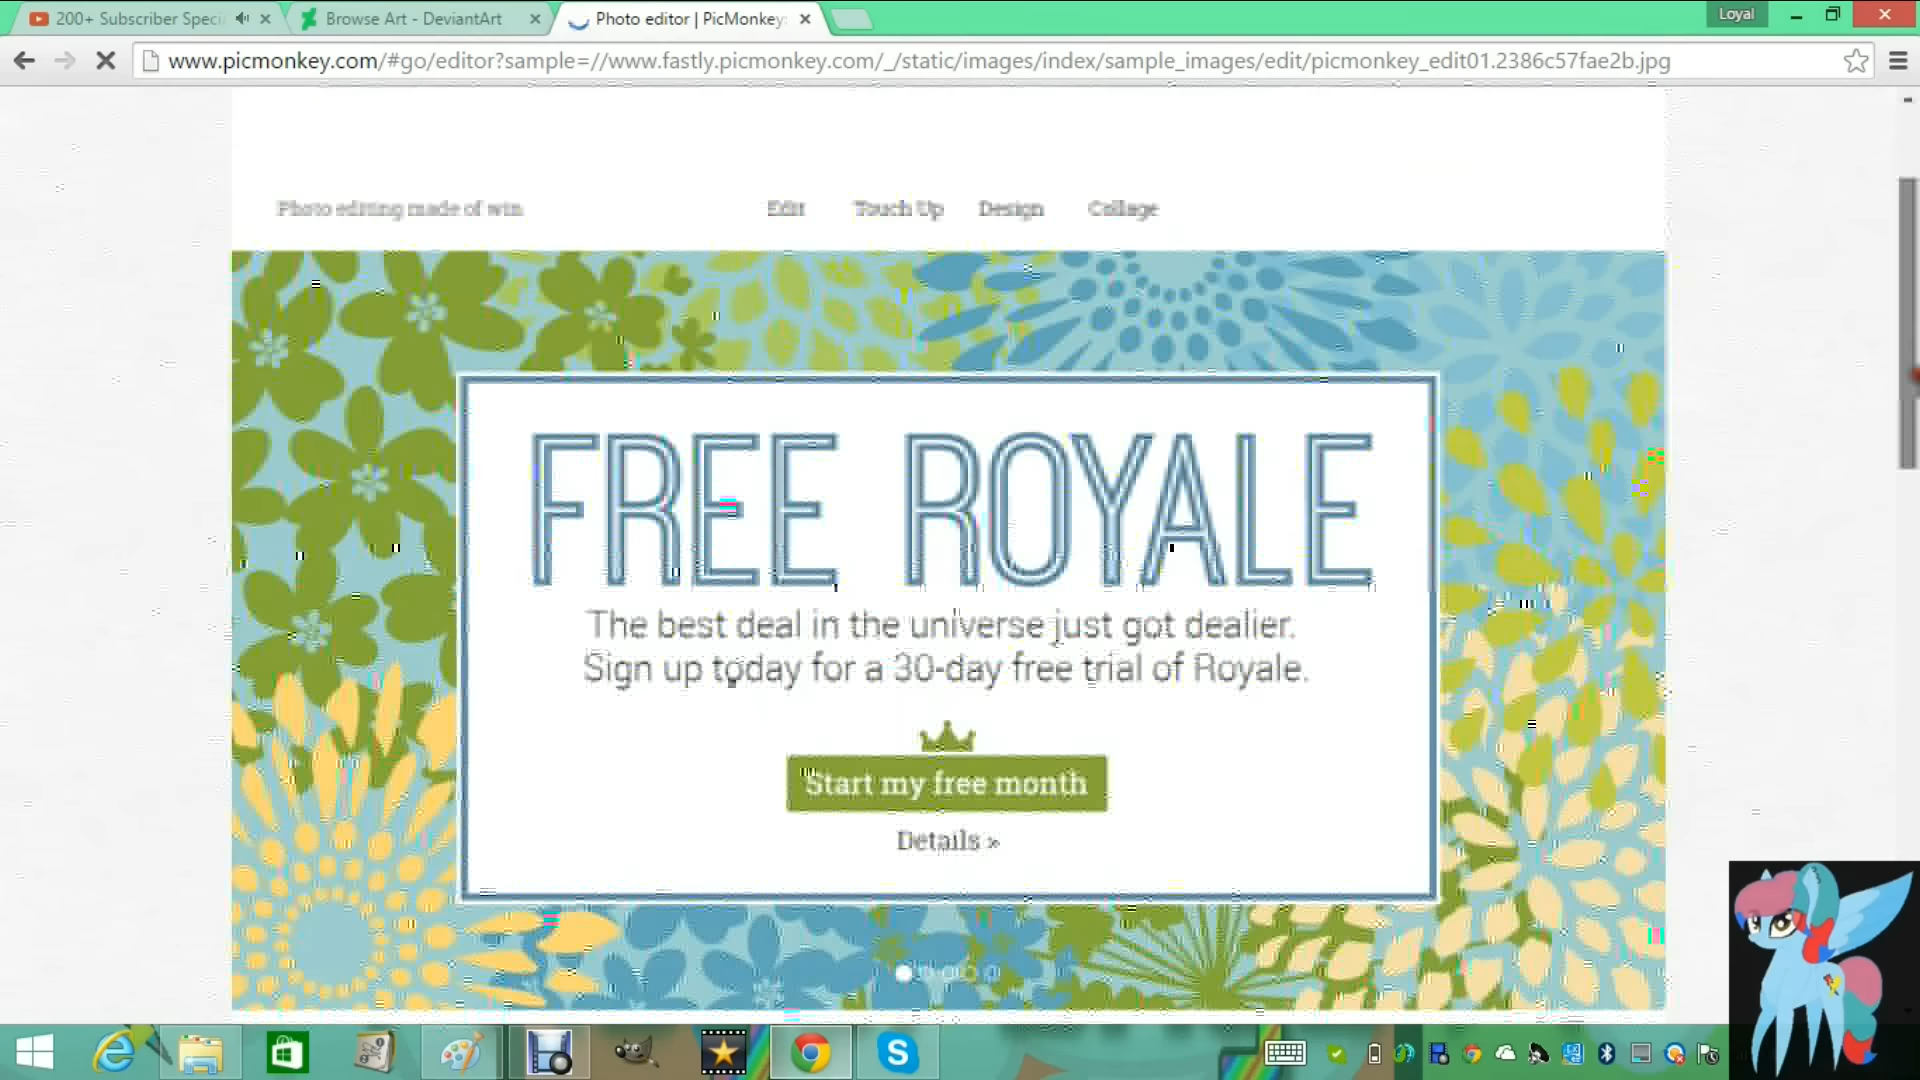 200+ Subscriber Speci
Browse Art - DeviantArt
Photo editor | PicMonkey
Loyal
www.picmonkey.com/#go/editor?sample=//www.fastly.picmonkey.com/_/static/images/index/sample_images/edit/picmonkey_edit01.2386c57fae2b.jpg
Photo editing made of win
Edit
Touch Up
Design
Collage
FREE ROYALE
The best deal in the universe just got dealier.
Sign up today for a 30-day free trial of Royale.
Start my free month
Details »